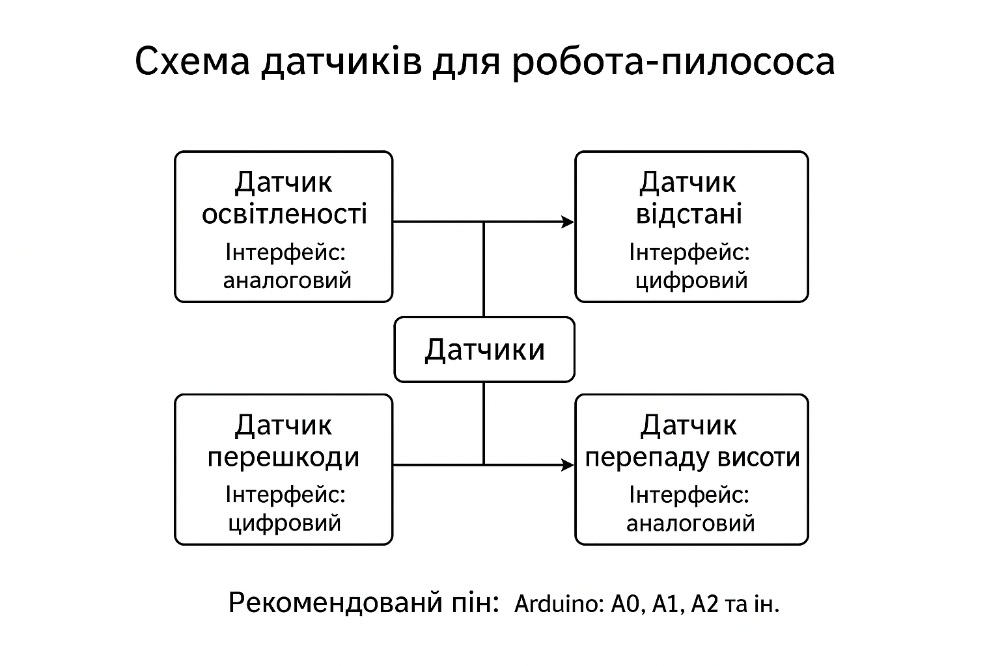 Схема датчиків для робота-пилососа
Датчик
освітленості
Інтерфейс:
аналоговий
Датчик
відстані
Інтерфейс:
цифровий
Датчики
Датчик
перешкоди
Інтерфейс:
цифровий
Датчик
перепаду висоти
Інтерфейс:
аналоговий
Рекомендованй пін: Arduino: A0, A1, A2 та ін.